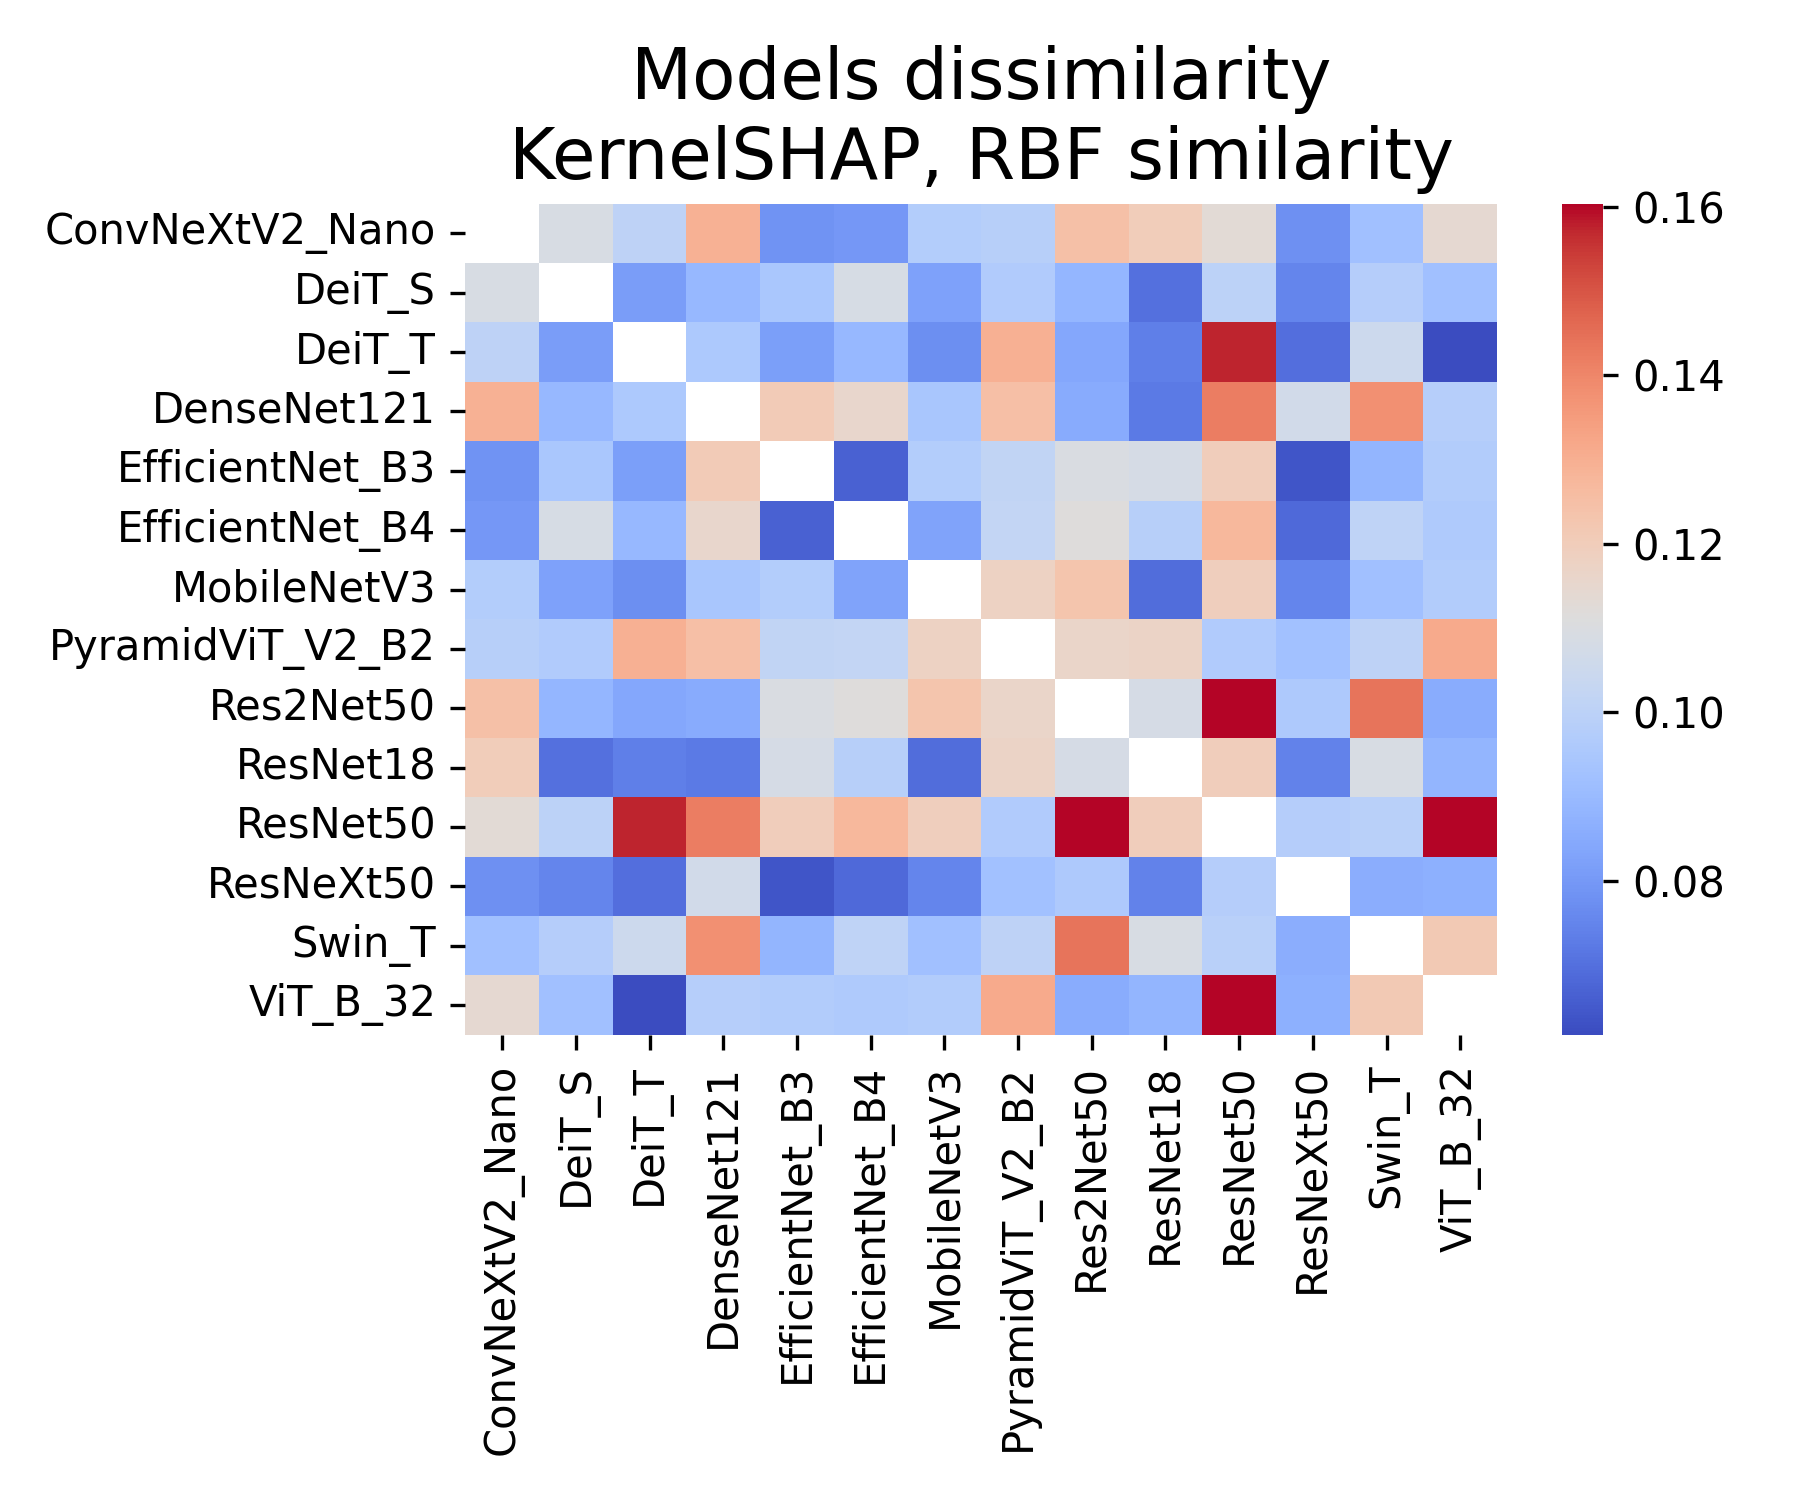 Models dissimilarity
KernelSHAP, RBF similarity
ConvNeXtV2_Nano
DeiT_S
DeiT_T
DenseNet121
EfficientNet_B3
EfficientNet_B4
MobileNetV3
PyramidViT_V2_B2
Res2Net50
ResNet18
ResNet50
ResNeXt50
Swin_T
ViT_B_32
ConvNeXtV2_Nano
DeiT_S
DeiT_T
DenseNet121
EfficientNet_B3
EfficientNet_B4
MobileNetV3
PyramidViT_V2_B2
Res2Net50
ResNet18
ResNet50
ResNeXt50
Swin_T
ViT_B_32
0.16
0.14
0.12
0.10
0.08